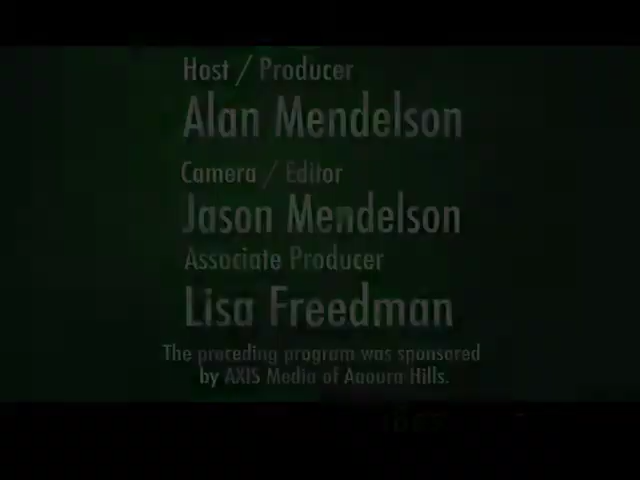 Host / Producer
Alan Mendelson
Camera / Editor
Jason Mendelson
Associate Producer
Lisa Freedman
The preceding program was sponsored
by AXIS Media of Agoura Hills.